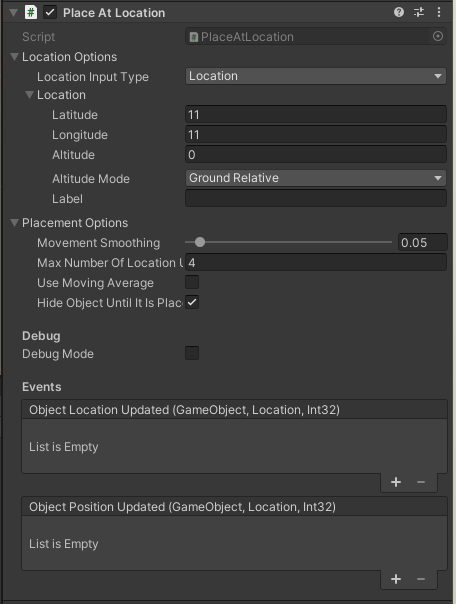 Place At Location
Script
PlaceAtLocation
Location Options
Location Input Type
Location
Location
Latitude
11
Longitude
11
Altitude
0
Altitude Mode
Ground Relative
Label
Placement Options
Movement Smoothing
0.05
Max Number Of Location U
4
Use Moving Average
Hide Object Until It Is Plac
Debug
Debug Mode
Events
Object Location Updated (GameObject, Location, Int32)
List is Empty
+ −
Object Position Updated (GameObject, Location, Int32)
List is Empty
+ −